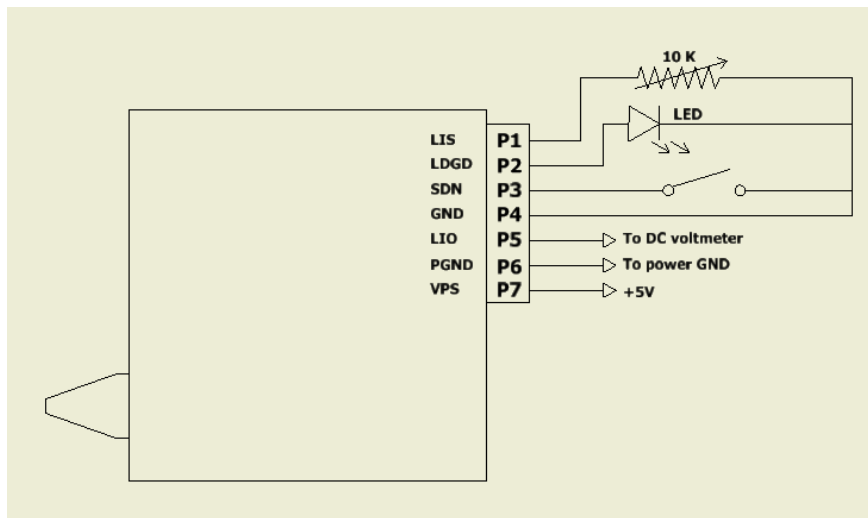 10 K
LED
LIS P1
LDGD P2
SDN P3
GND P4
LIO P5 To DC voltmeter
PGND P6 To power GND
VPS P7 +5V